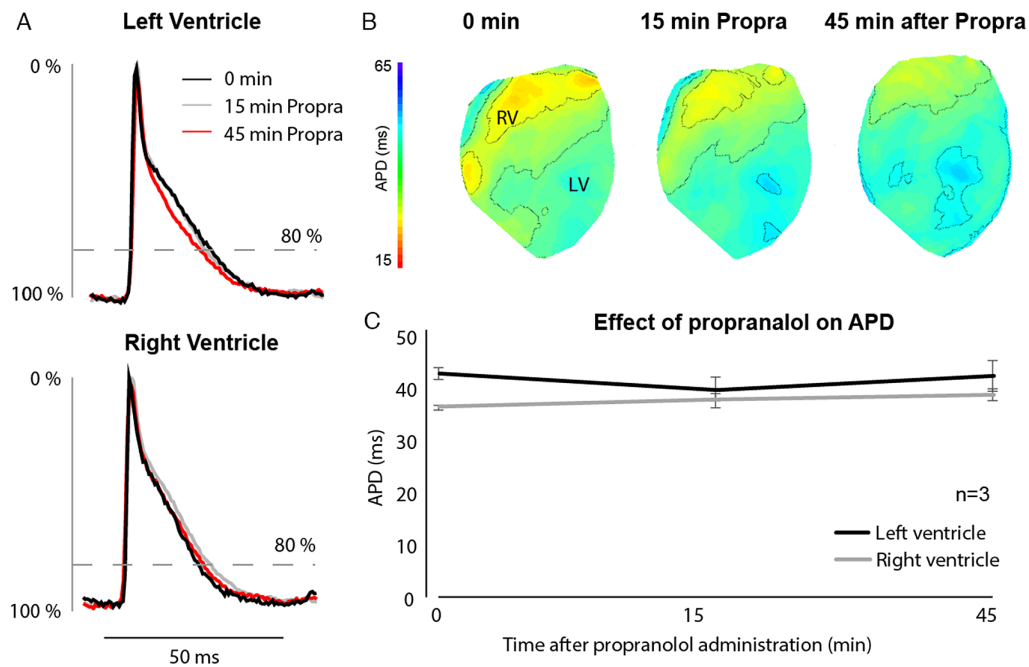 A
Left Ventricle
0 %
0 min
15 min Propra
45 min Propra
80 %
100 %
Right Ventricle
0 %
80 %
100 %
50 ms
B
0 min
15 min Propra
45 min after Propra
65
APD (ms)
15
RV
LV
C
Effect of propranalol on APD
50
40
30
20
10
0
APD (ms)
n=3
Left ventricle
Right ventricle
0
15
45
Time after propranolol administration (min)